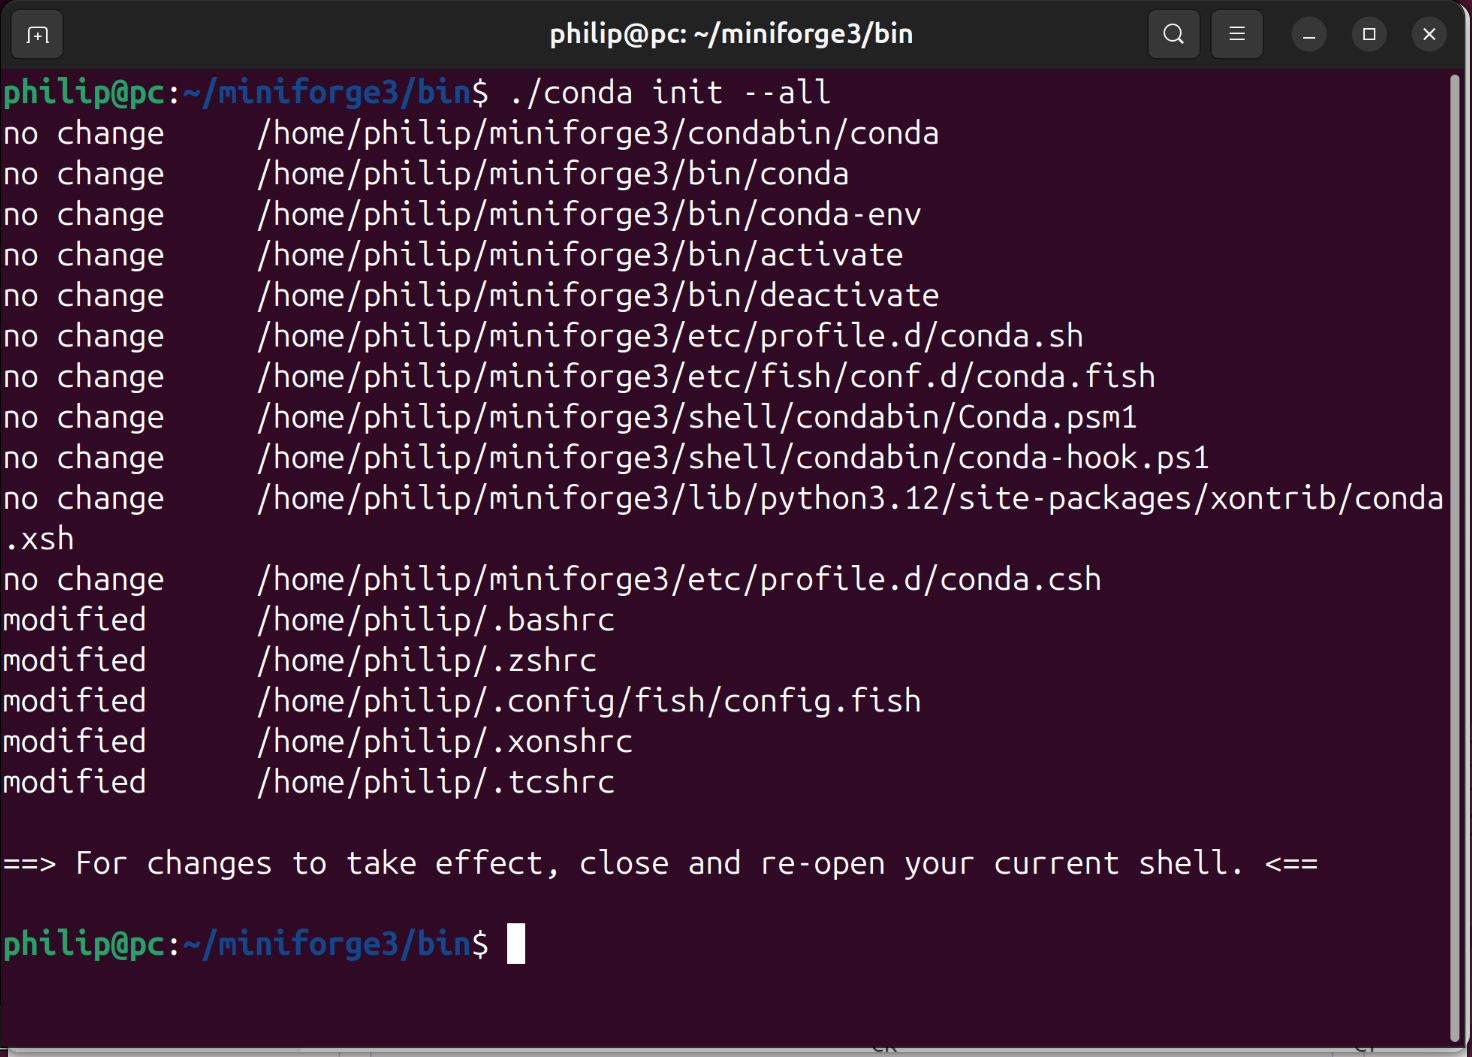 philip@pc: ~/miniforge3/bin
philip@pc:~/miniforge3/bin$ ./conda init --all
no change     /home/philip/miniforge3/condabin/conda
no change     /home/philip/miniforge3/bin/conda
no change     /home/philip/miniforge3/bin/conda-env
no change     /home/philip/miniforge3/bin/activate
no change     /home/philip/miniforge3/bin/deactivate
no change     /home/philip/miniforge3/etc/profile.d/conda.sh
no change     /home/philip/miniforge3/etc/fish/conf.d/conda.fish
no change     /home/philip/miniforge3/shell/condabin/Conda.psm1
no change     /home/philip/miniforge3/shell/condabin/conda-hook.ps1
no change     /home/philip/miniforge3/lib/python3.12/site-packages/xontrib/conda
.xsh
no change     /home/philip/miniforge3/etc/profile.d/conda.csh
modified      /home/philip/.bashrc
modified      /home/philip/.zshrc
modified      /home/philip/.config/fish/config.fish
modified      /home/philip/.xonshrc
modified      /home/philip/.tcshrc
==> For changes to take effect, close and re-open your current shell. <==
philip@pc:~/miniforge3/bin$